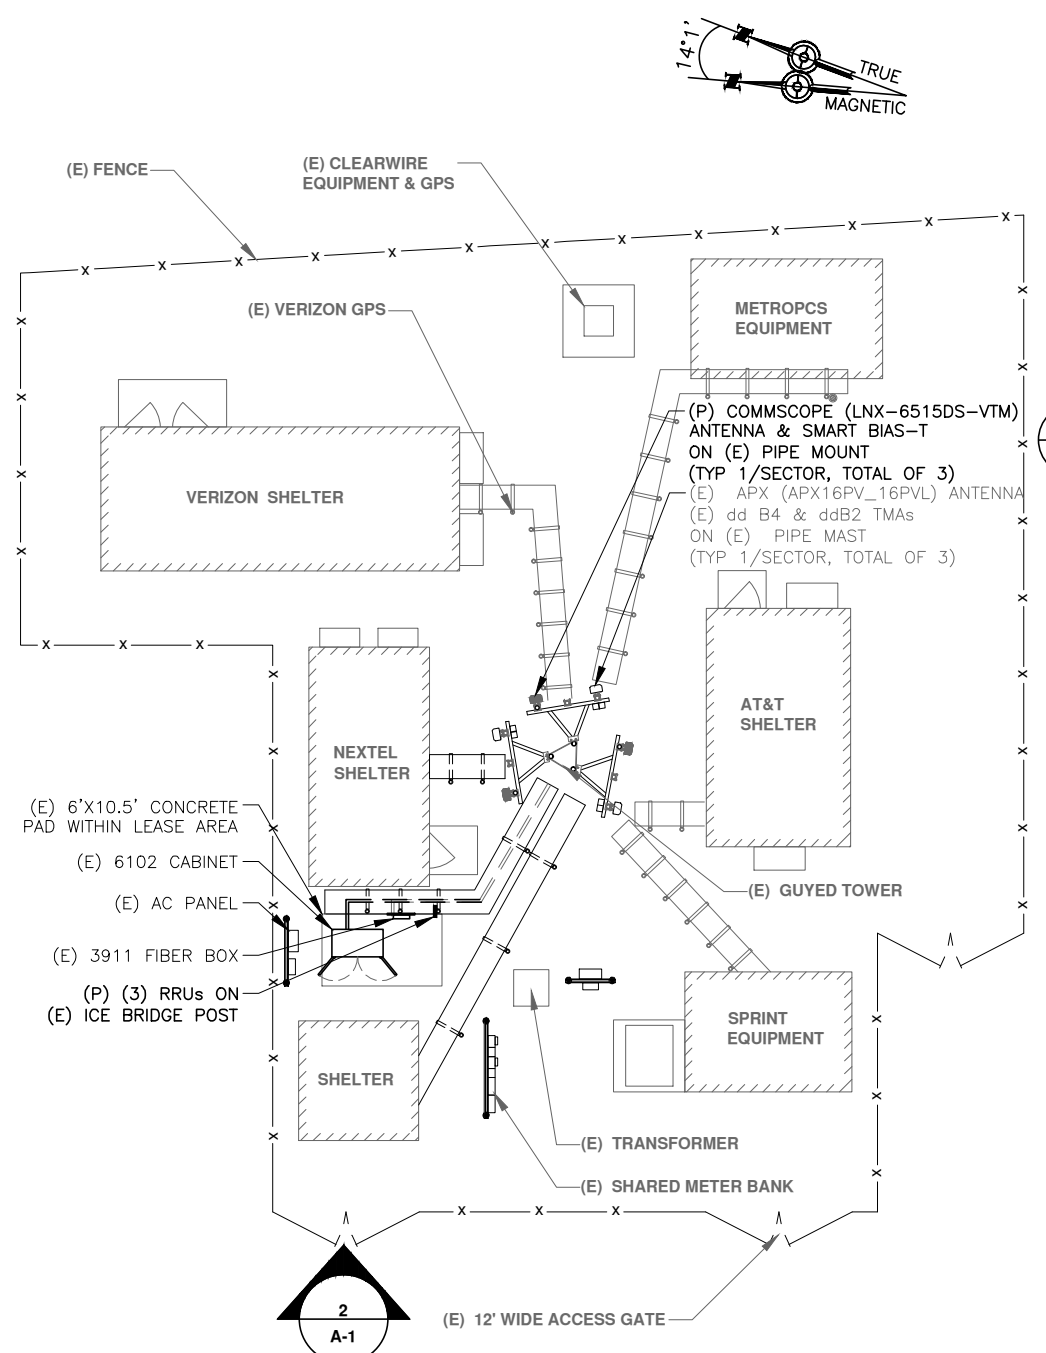 14°1'
TRUE
MAGNETIC
(E) FENCE
(E) CLEARWIRE
EQUIPMENT & GPS
(E) VERIZON GPS
METROPCS
EQUIPMENT
(P) COMMSCOPE (LNX-6515DS-VTM)
ANTENNA & SMART BIAS-T
ON (E) PIPE MOUNT
(TYP 1/SECTOR, TOTAL OF 3)
(E) APX (APX16PV_16PVL) ANTENNA
(E) dd B4 & ddB2 TMAs
ON (E) PIPE MAST
(TYP 1/SECTOR, TOTAL OF 3)
VERIZON SHELTER
AT&T
SHELTER
NEXTEL
SHELTER
(E) 6'X10.5' CONCRETE
PAD WITHIN LEASE AREA
(E) 6102 CABINET
(E) AC PANEL
(E) 3911 FIBER BOX
(P) (3) RRUs ON
(E) ICE BRIDGE POST
(E) GUYED TOWER
SPRINT
EQUIPMENT
SHELTER
(E) TRANSFORMER
(E) SHARED METER BANK
(E) 12' WIDE ACCESS GATE
2
A-1